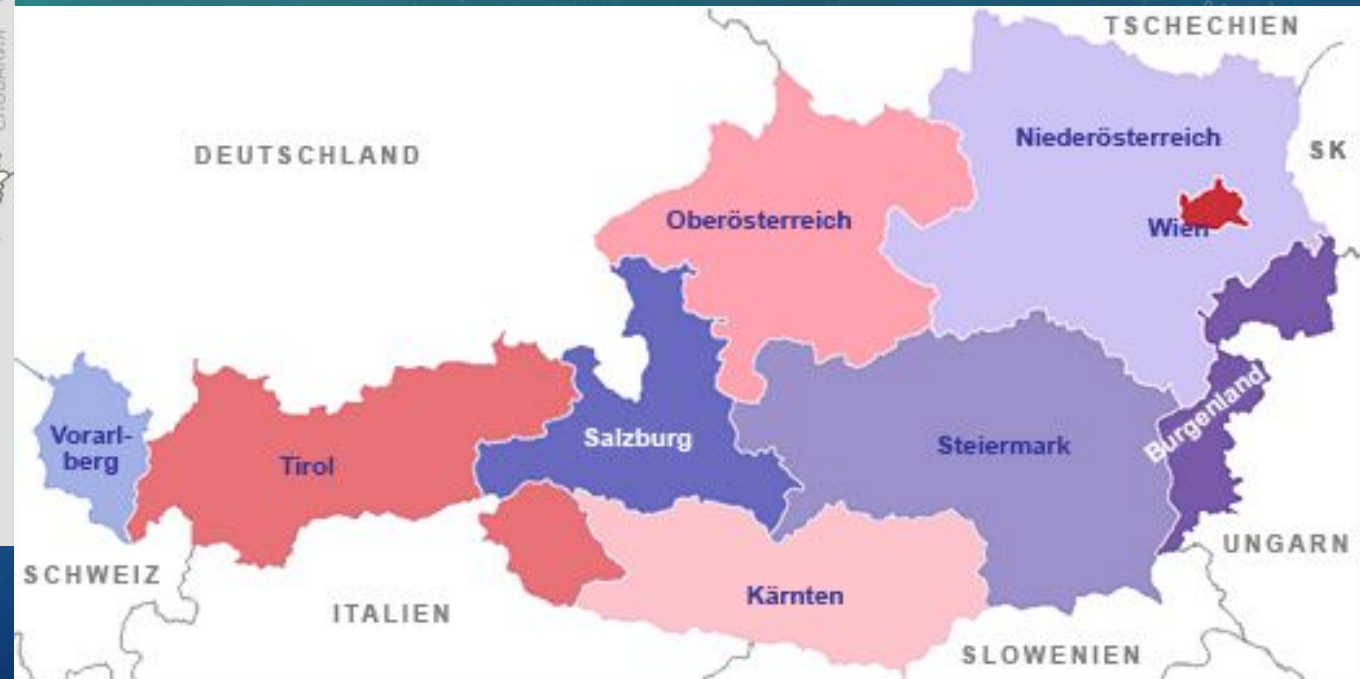 TSCHECHIEN
Niederösterreich
DEUTSCHLAND
SK
Oberösterreich
Wien
Burgenland
Vorarl-
berg
Salzburg
Steiermark
Tirol
UNGARN
SCHWEIZ
Kärnten
ITALIEN
SLOWENIEN